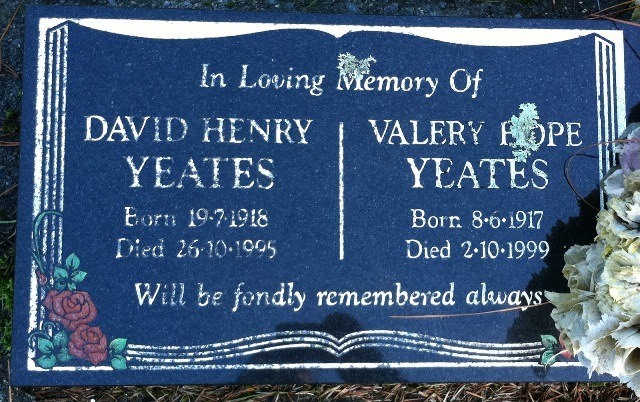 In Loving Memory Of
DAVID HENRY
YEATES
Born 19·7·1918
Died 26·10·1995
VALERY HOPE
YEATES
Born 8·6·1917
Died 2·10·1999
Will be fondly remembered always